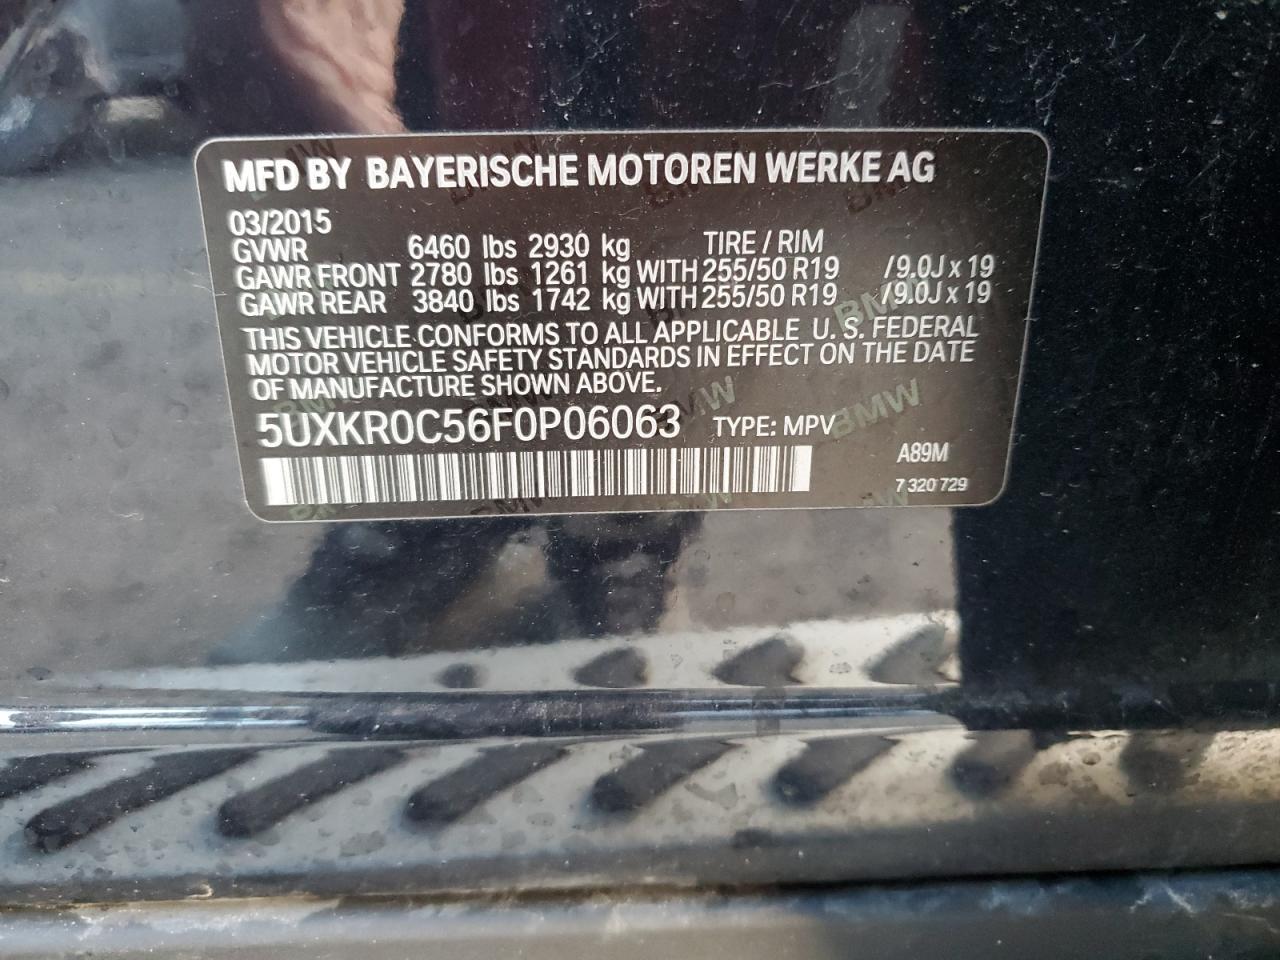 MFD BY BAYERISCHE MOTOREN WERKE AG
03/2015
GVWR 6460 lbs 2930 kg TIRE / RIM
GAWR FRONT 2780 lbs 1261 kg WITH 255/50 R19 / 9.0J x 19
GAWR REAR 3840 lbs 1742 kg WITH 255/50 R19 / 9.0J x 19
THIS VEHICLE CONFORMS TO ALL APPLICABLE U. S. FEDERAL
MOTOR VEHICLE SAFETY STANDARDS IN EFFECT ON THE DATE
OF MANUFACTURE SHOWN ABOVE.
5UXKR0C56F0P06063 TYPE: MPV
A89M
7 320 729